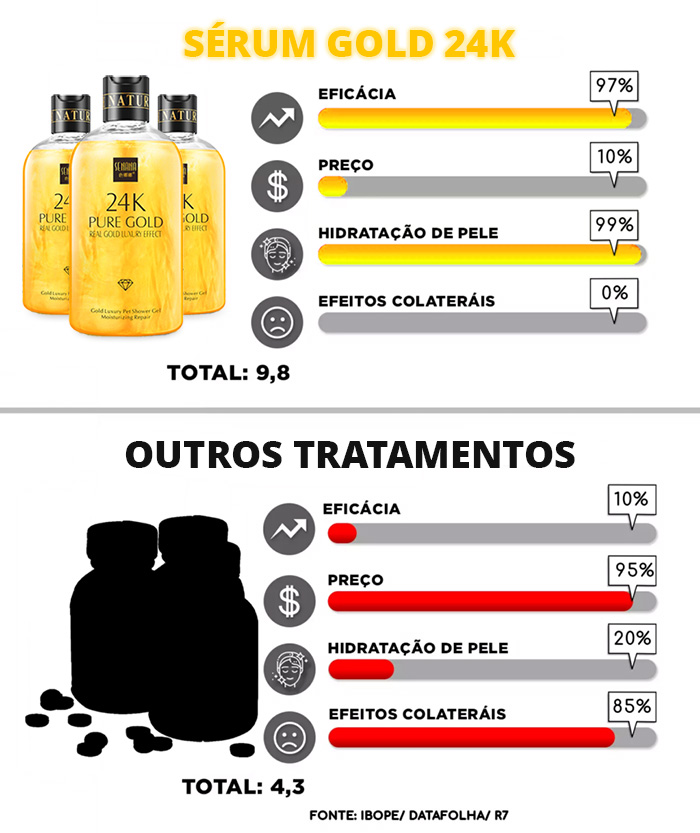 SÉRUM GOLD 24K
EFICÁCIA
97%
PREÇO
10%
HIDRATAÇÃO DE PELE
99%
EFEITOS COLATERÁIS
0%
NATUR
NATUR
SENANA
24K
PURE GOLD
REAL GOLD LUXURY EFFECT
Gold Luxury Pet Shower Gel
Moisturizing Repair
TOTAL: 9,8
OUTROS TRATAMENTOS
EFICÁCIA
10%
PREÇO
95%
HIDRATAÇÃO DE PELE
20%
EFEITOS COLATERÁIS
85%
TOTAL: 4,3
FONTE: IBOPE/ DATAFOLHA/ R7